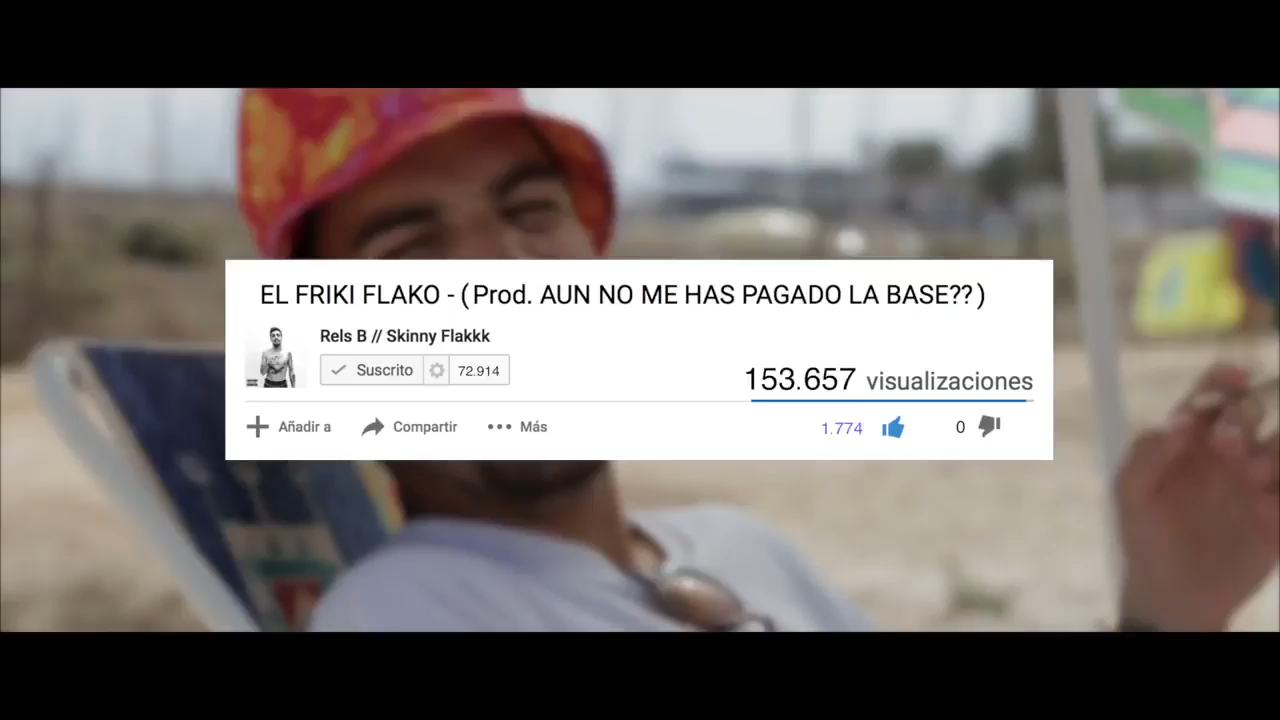 EL FRIKI FLAKO - (Prod. AUN NO ME HAS PAGADO LA BASE??)
Rels B // Skinny Flakkk
Suscrito 72.914
153.657 visualizaciones
Añadir a Compartir Más 1.774 0